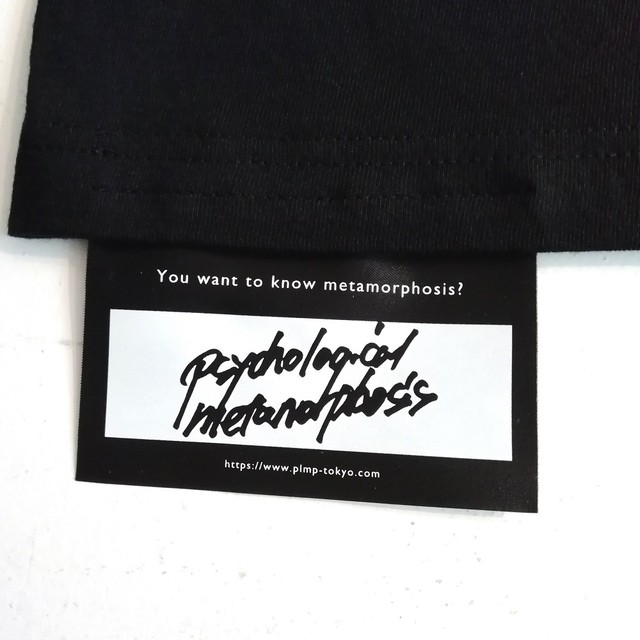 You want to know metamorphosis?
psychological
metamorphosis
https://www.plmp-tokyo.com